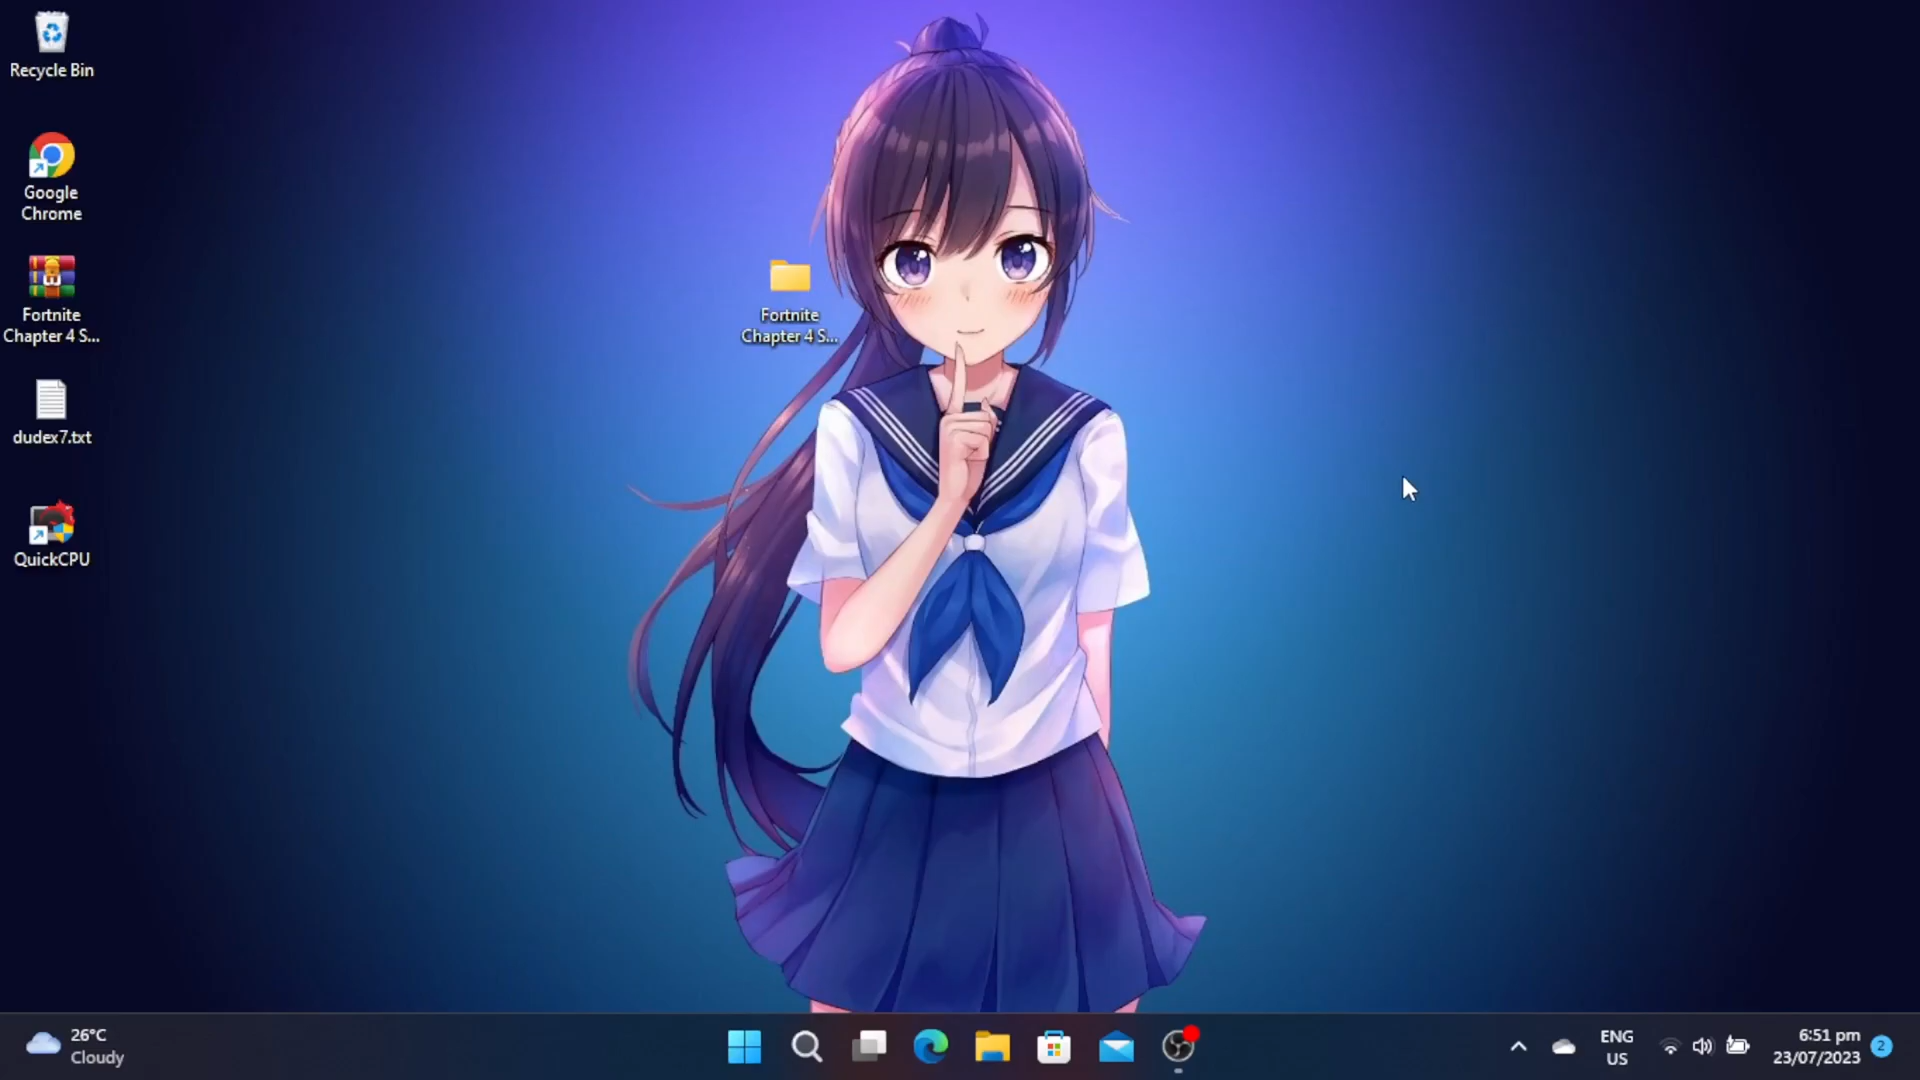 Recycle Bin
Google
Chrome
Fortnite
Chapter 4 S...
dudex7.txt
QuickCPU
Fortnite
Chapter 4 S...
26°C
Cloudy
ENG
US
6:51 pm
23/07/2023
2